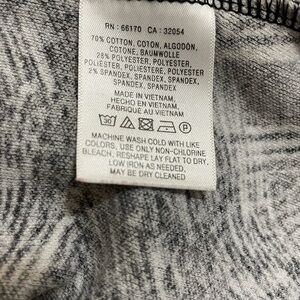 RN : 66170 CA : 32054
70% COTTON, COTON, ALGODÓN,
COTONE, BAUMWOLLE
28% POLYESTER, POLYESTER,
POLIÉSTER, POLIESTERE, POLYESTER
2% SPANDEX, SPANDEX, SPANDEX,
SPANDEX, SPANDEX
MADE IN VIETNAM,
HECHO EN VIETNAM,
FABRIQUE AU VIETNAM
MACHINE WASH COLD WITH LIKE
COLORS, USE ONLY NON-CHLORINE
BLEACH, RESHAPE LAY FLAT TO DRY,
LOW IRON AS NEEDED,
MAY BE DRY CLEANED